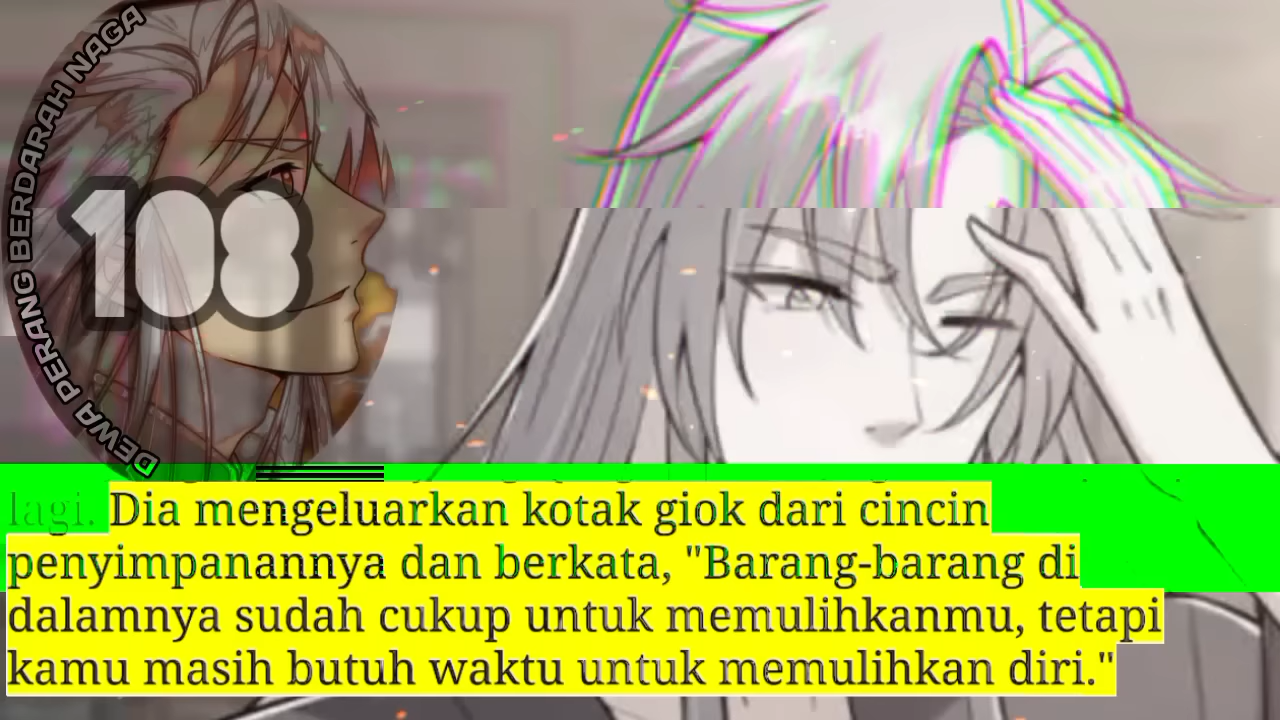 DEWA PERANG BERDARAH NAGA
108
lagi. Dia mengeluarkan kotak giok dari cincin
penyimpanannya dan berkata, "Barang-barang di
dalamnya sudah cukup untuk memulihkanmu, tetapi
kamu masih butuh waktu untuk memulihkan diri."